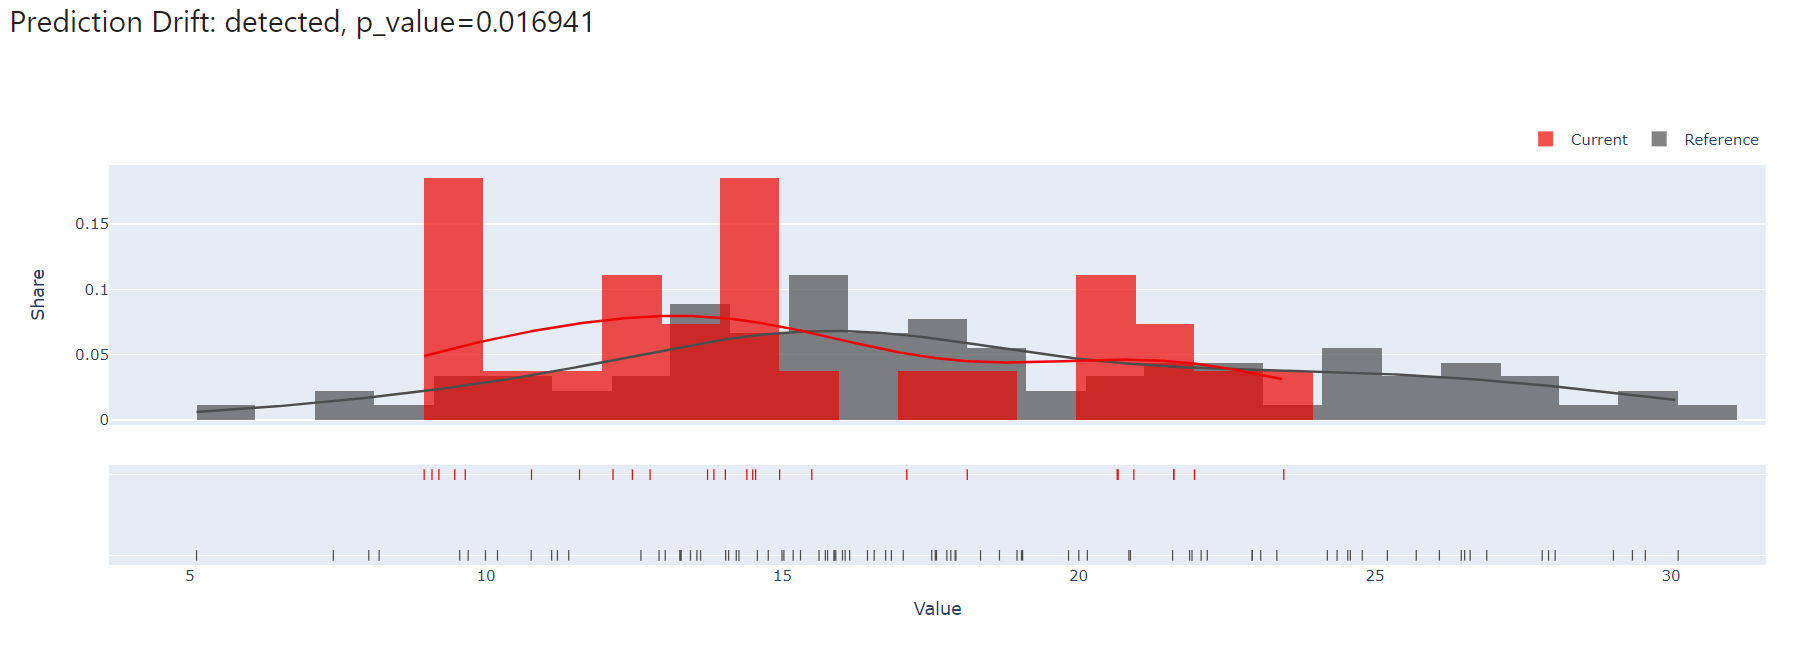 Prediction Drift: detected, p_value=0.016941
Current
Reference
0.15
0.1
0.05
0
Share
5
10
15
20
25
30
Value